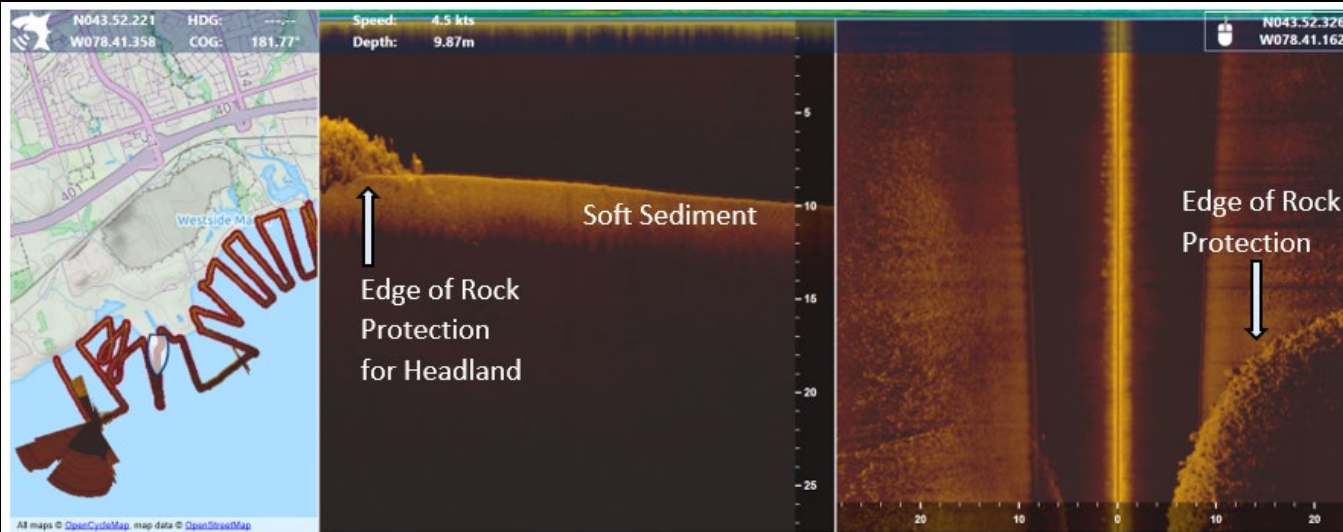 N043.52.221 HDG: ---.--
W078.41.358 COG: 181.77°
Speed: 4.5 kts
Depth: 9.87m
N043.52.326
W078.41.162
401
401
Westside Ma
Soft Sediment
Edge of Rock
Protection
for Headland
Edge of Rock
Protection
5
10
15
20
25
20 10 0 10 20
All maps © OpenCycleMap, map data © OpenStreetMap